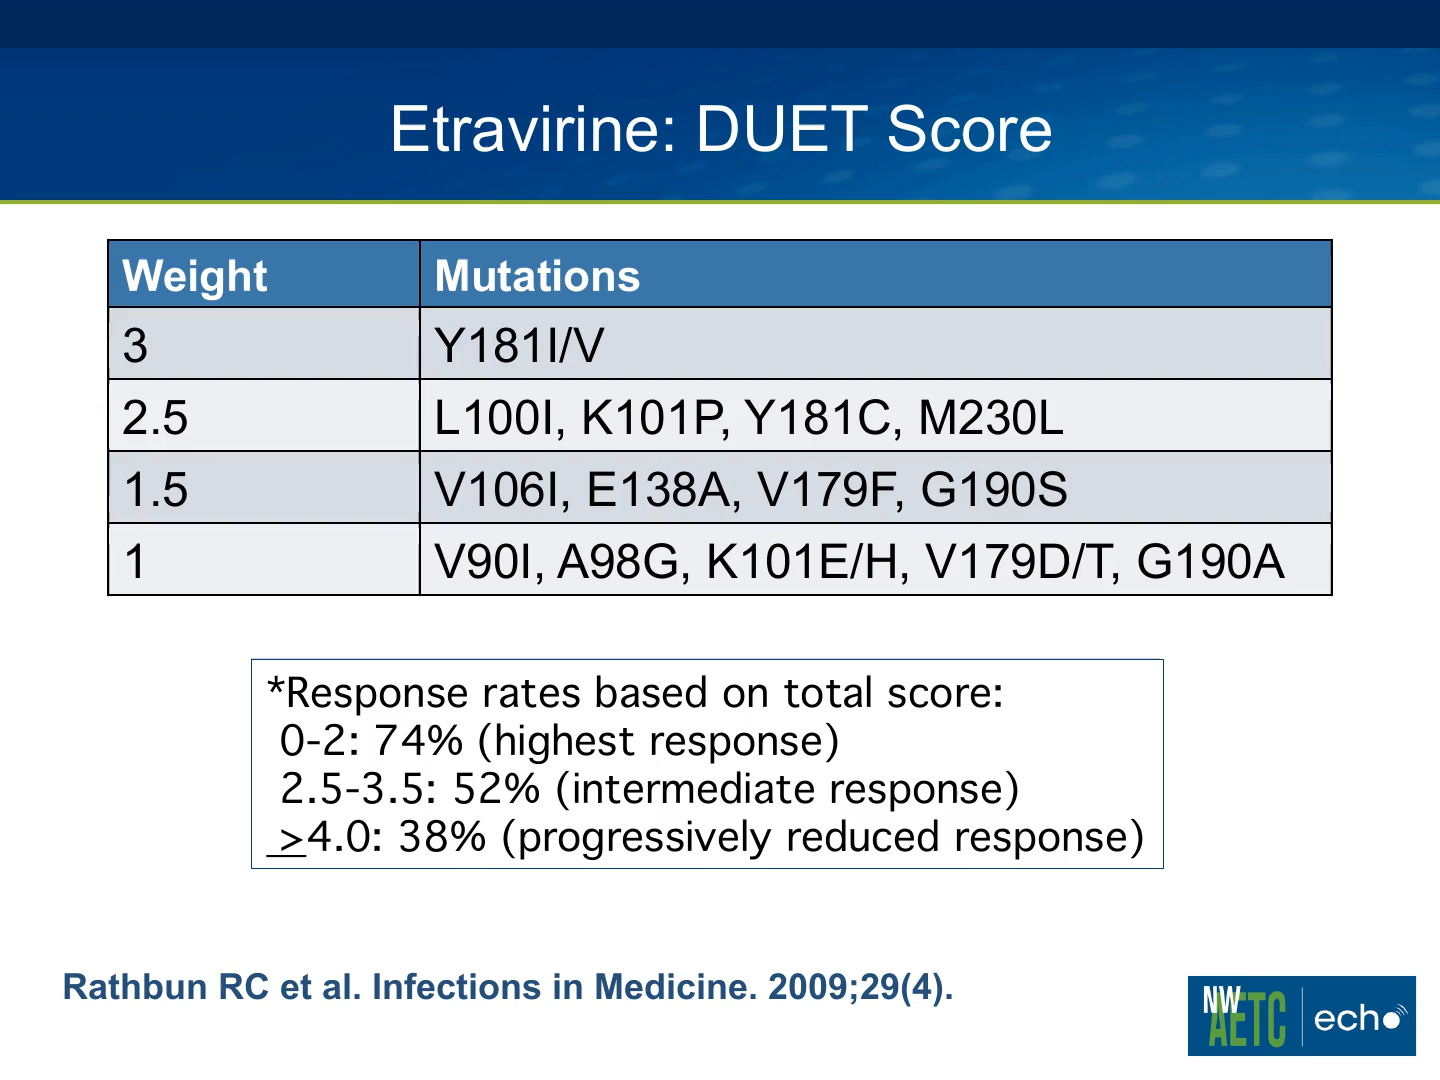 Etravirine: DUET Score
Weight Mutations
3 Y181I/V
2.5 L100I, K101P, Y181C, M230L
1.5 V106I, E138A, V179F, G190S
1 V90I, A98G, K101E/H, V179D/T, G190A
*Response rates based on total score:
0-2: 74% (highest response)
2.5-3.5: 52% (intermediate response)
>4.0: 38% (progressively reduced response)
Rathbun RC et al. Infections in Medicine. 2009;29(4).
NW
AETC echo